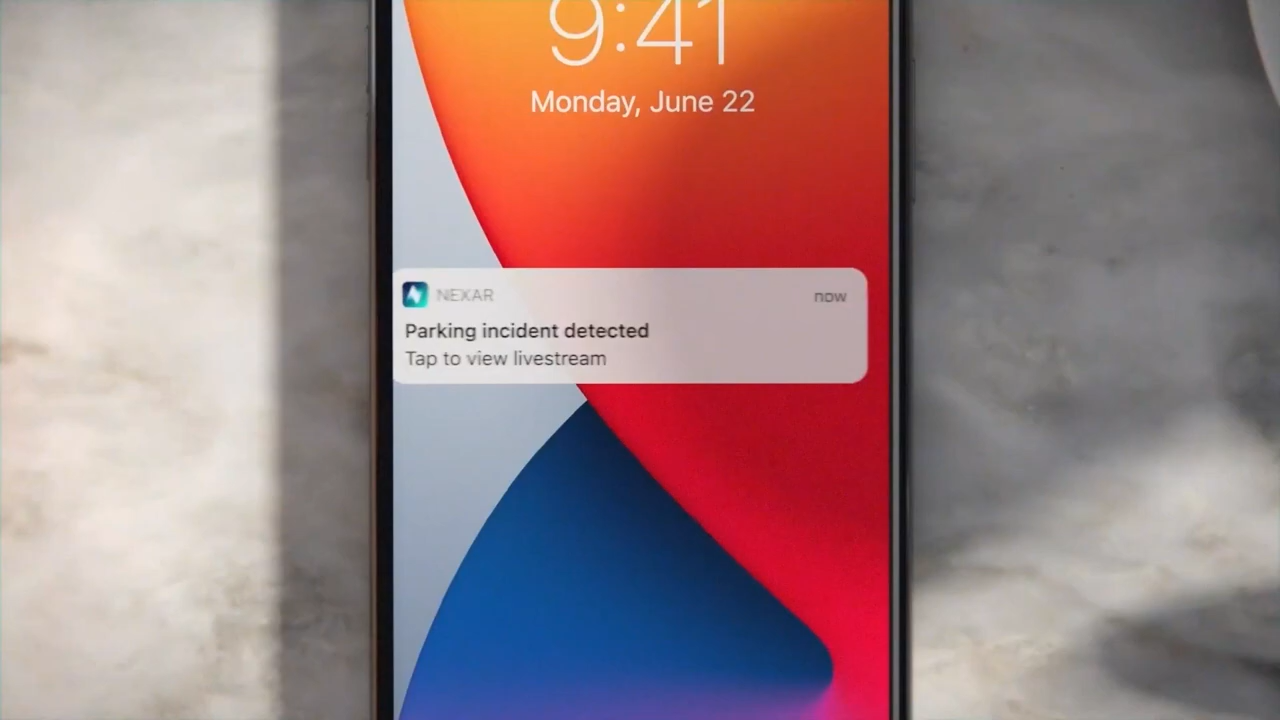 9:41
Monday, June 22
NEXAR
now
Parking incident detected
Tap to view livestream